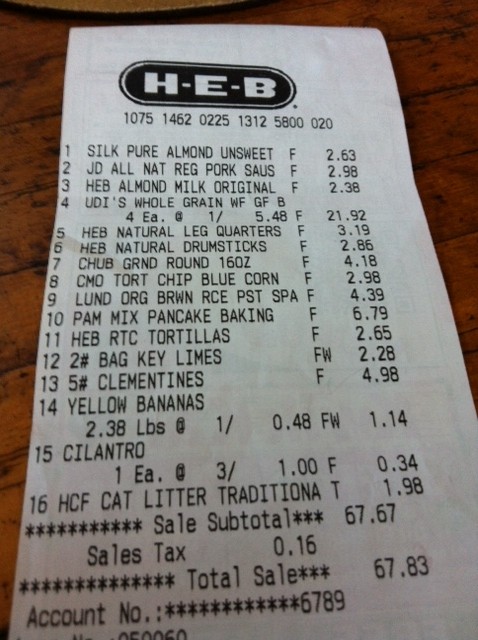 H-E-B
1075 1462 0225 1312 5800 020
1 SILK PURE ALMOND UNSWEET F 2.63
2 JD ALL NAT REG PORK SAUS F 2.98
3 HEB ALMOND MILK ORIGINAL F 2.38
4 UDI'S WHOLE GRAIN WF GF B
4 Ea. @ 1/ 5.48 F 21.92
5 HEB NATURAL LEG QUARTERS F 3.19
6 HEB NATURAL DRUMSTICKS F 2.86
7 CHUB GRND ROUND 16OZ F 4.18
8 CMO TORT CHIP BLUE CORN F 2.98
9 LUND ORG BRWN RCE PST SPA F 4.39
10 PAM MIX PANCAKE BAKING F 6.79
11 HEB RTC TORTILLAS F 2.65
12 2# BAG KEY LIMES FW 2.28
13 5# CLEMENTINES F 4.98
14 YELLOW BANANAS
2.38 Lbs @ 1/ 0.48 FW 1.14
15 CILANTRO
1 Ea. @ 3/ 1.00 F 0.34
16 HCF CAT LITTER TRADITIONA T 1.98
*********** Sale Subtotal*** 67.67
Sales Tax 0.16
************** Total Sale*** 67.83
Account No.:************6789